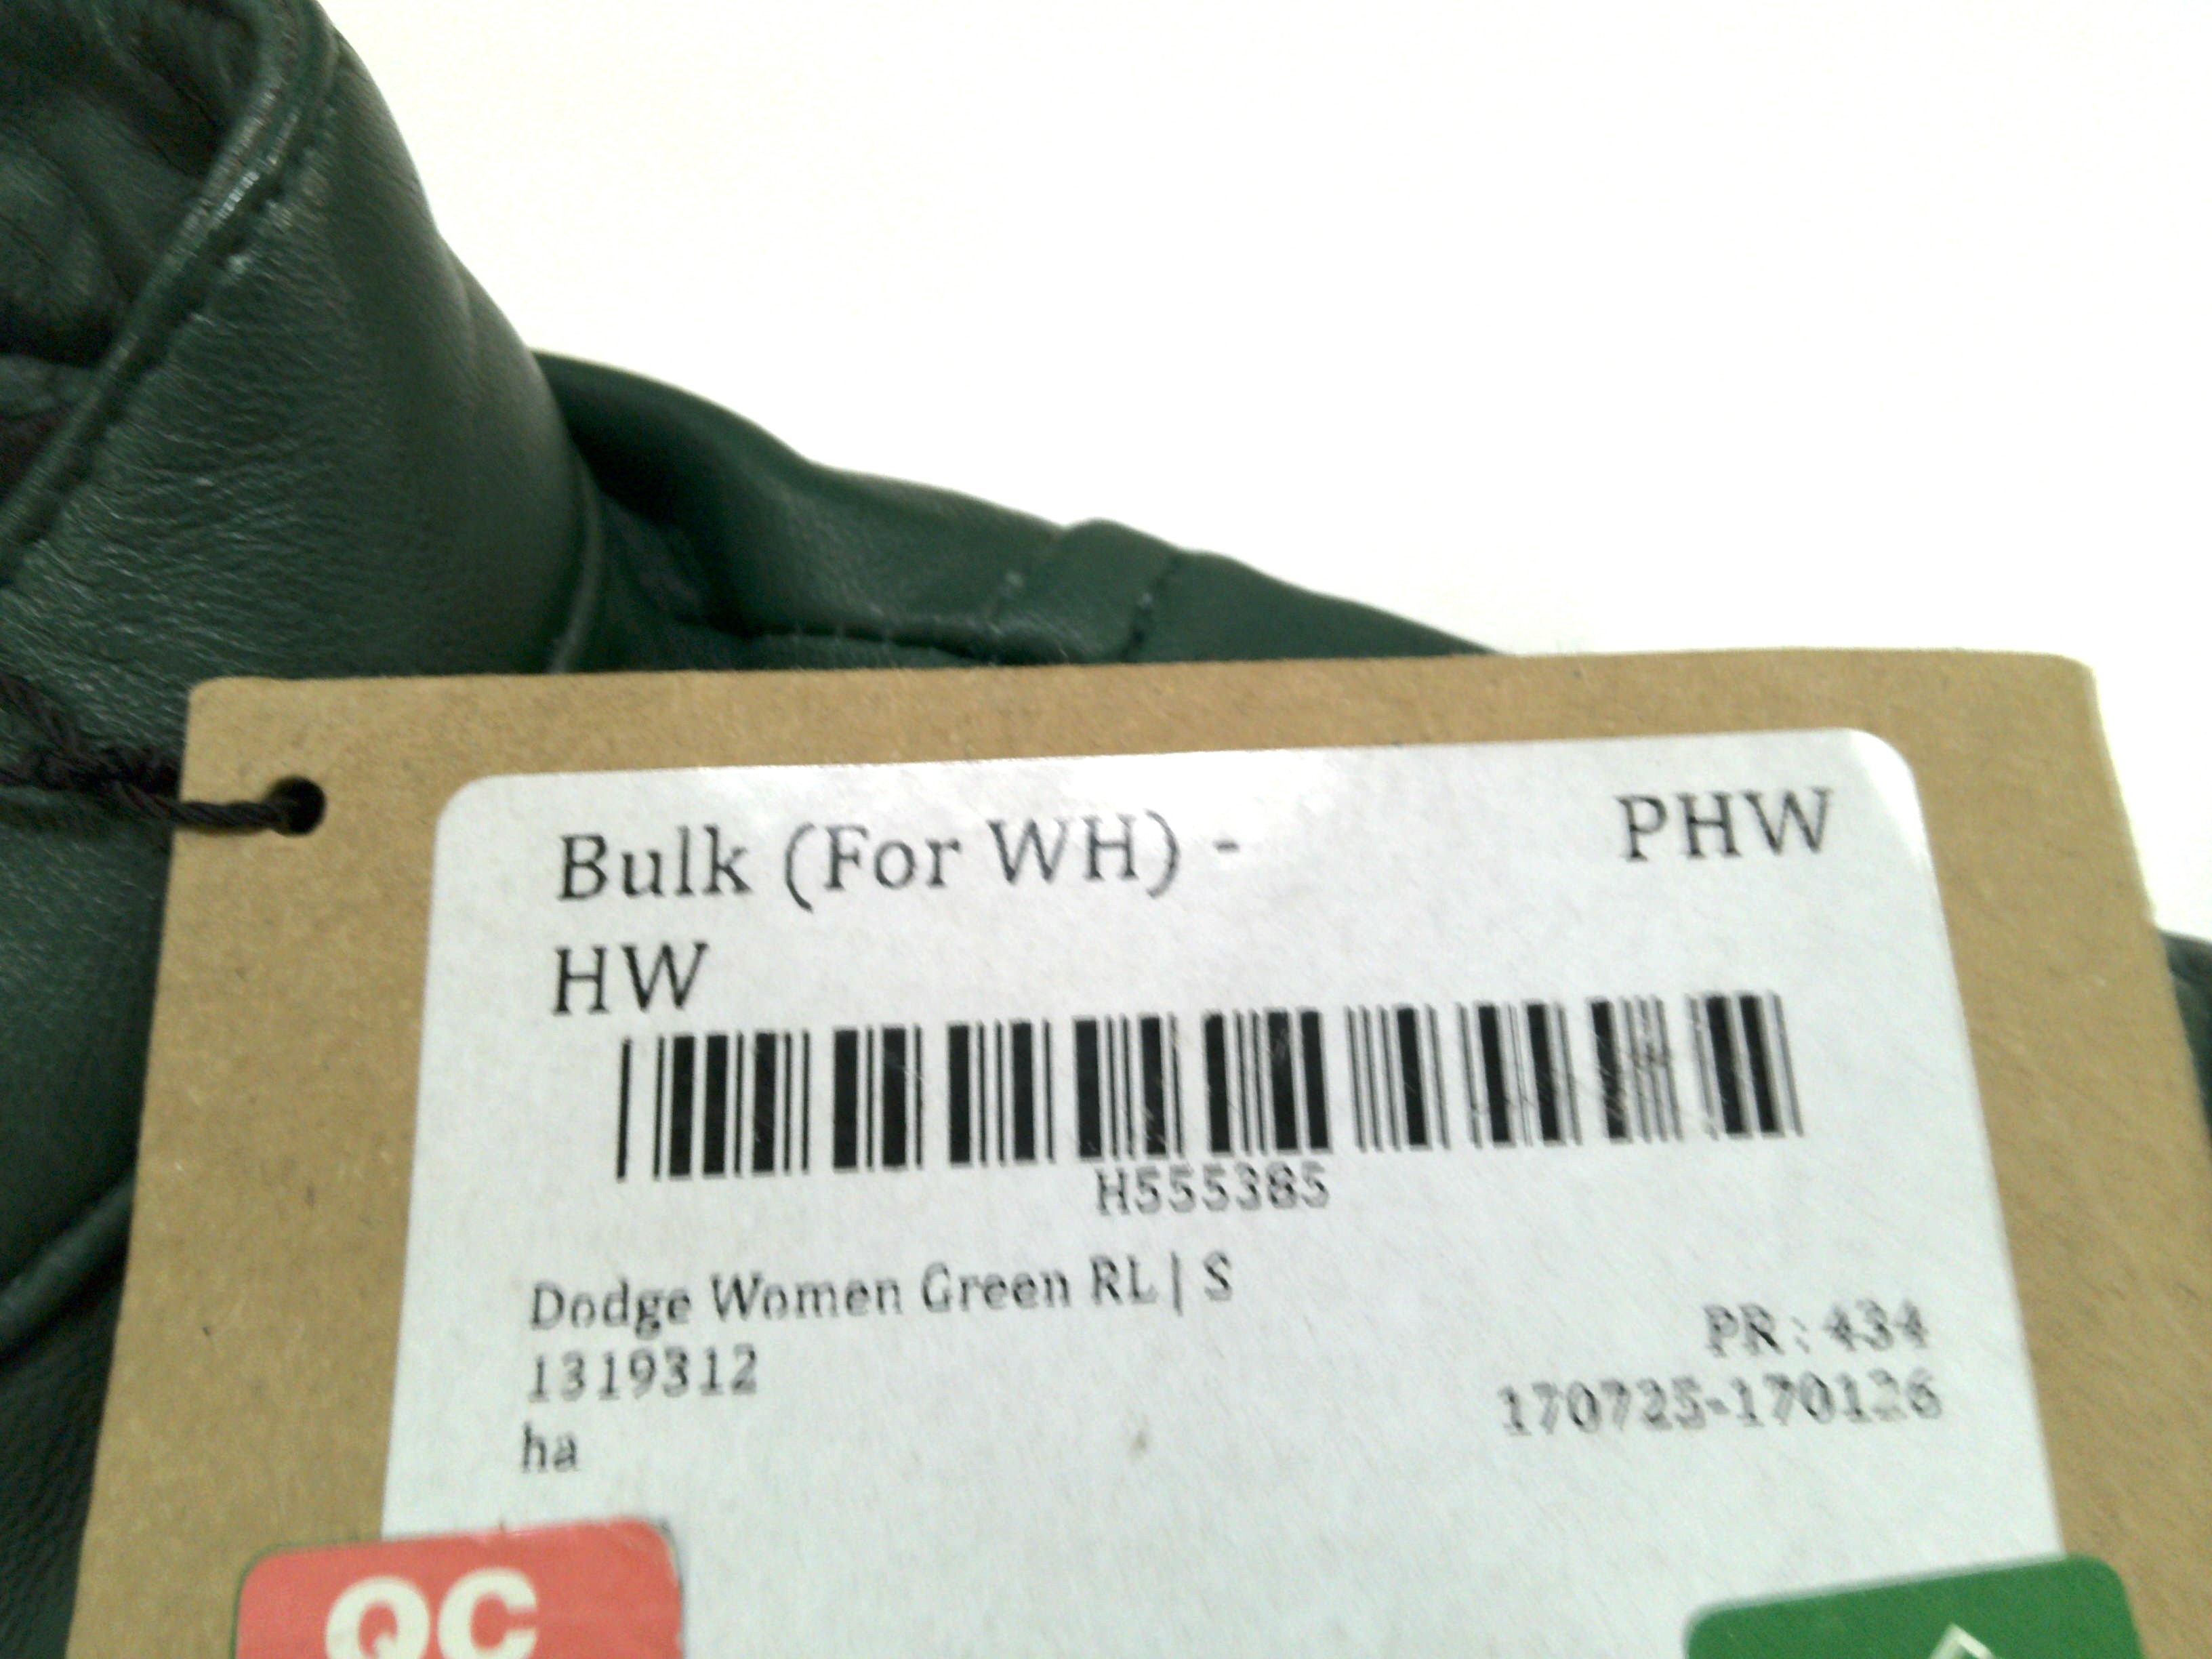 Bulk (For WH) - PHW
HW
H555385
Dodge Women Green RL | S
PR : 434
1319312
170725-170126
ha
QC